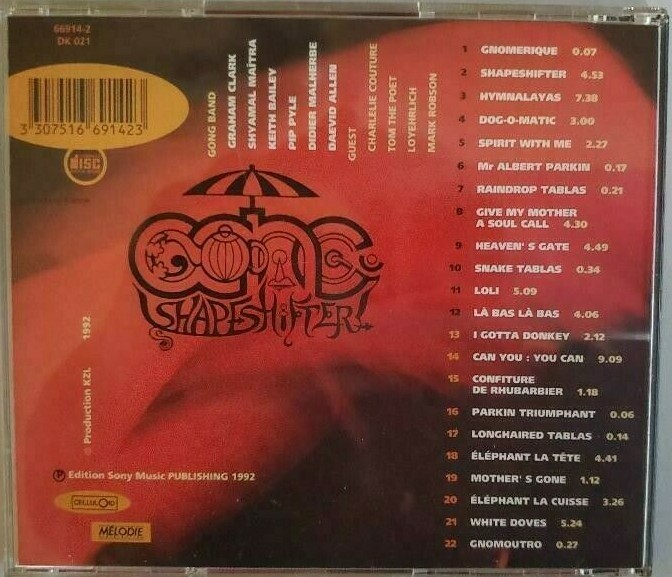 66914-2
DK 021
3 307516 691423
DISC
GONG BAND
GRAHAM CLARK
SHYAMAL MAÏTRA
KEITH BAILEY
PIP PYLE
DIDIER MALHERBE
DAEVID ALLEN
GUEST
CHARLELIE COUTURE
TOM THE POET
LOYEHRLICH
MARK ROBSON
GONG
SHAPESHIFTER!
1 GNOMERIQUE 0.07
2 SHAPESHIFTER 4.53
3 HYMNALAYAS 7.38
4 DOG-O-MATIC 3.00
5 SPIRIT WITH ME 2.27
6 Mr ALBERT PARKIN 0.17
7 RAINDROP TABLAS 0.21
8 GIVE MY MOTHER
A SOUL CALL 4.30
9 HEAVEN'S GATE 4.49
10 SNAKE TABLAS 0.34
11 LOLI 5.09
12 LÀ BAS LÀ BAS 4.06
13 I GOTTA DONKEY 2.12
14 CAN YOU : YOU CAN 9.09
15 CONFITURE
DE RHUBARBIER 1.18
16 PARKIN TRIUMPHANT 0.06
17 LONGHAIRED TABLAS 0.14
18 ÉLÉPHANT LA TÊTE 4.41
19 MOTHER'S GONE 1.12
20 ÉLÉPHANT LA CUISSE 3.26
21 WHITE DOVES 5.24
22 GNOMOUTRO 0.27
Production KZL 1992
℗ Edition Sony Music PUBLISHING 1992
CELLULOID
MÉLODIE